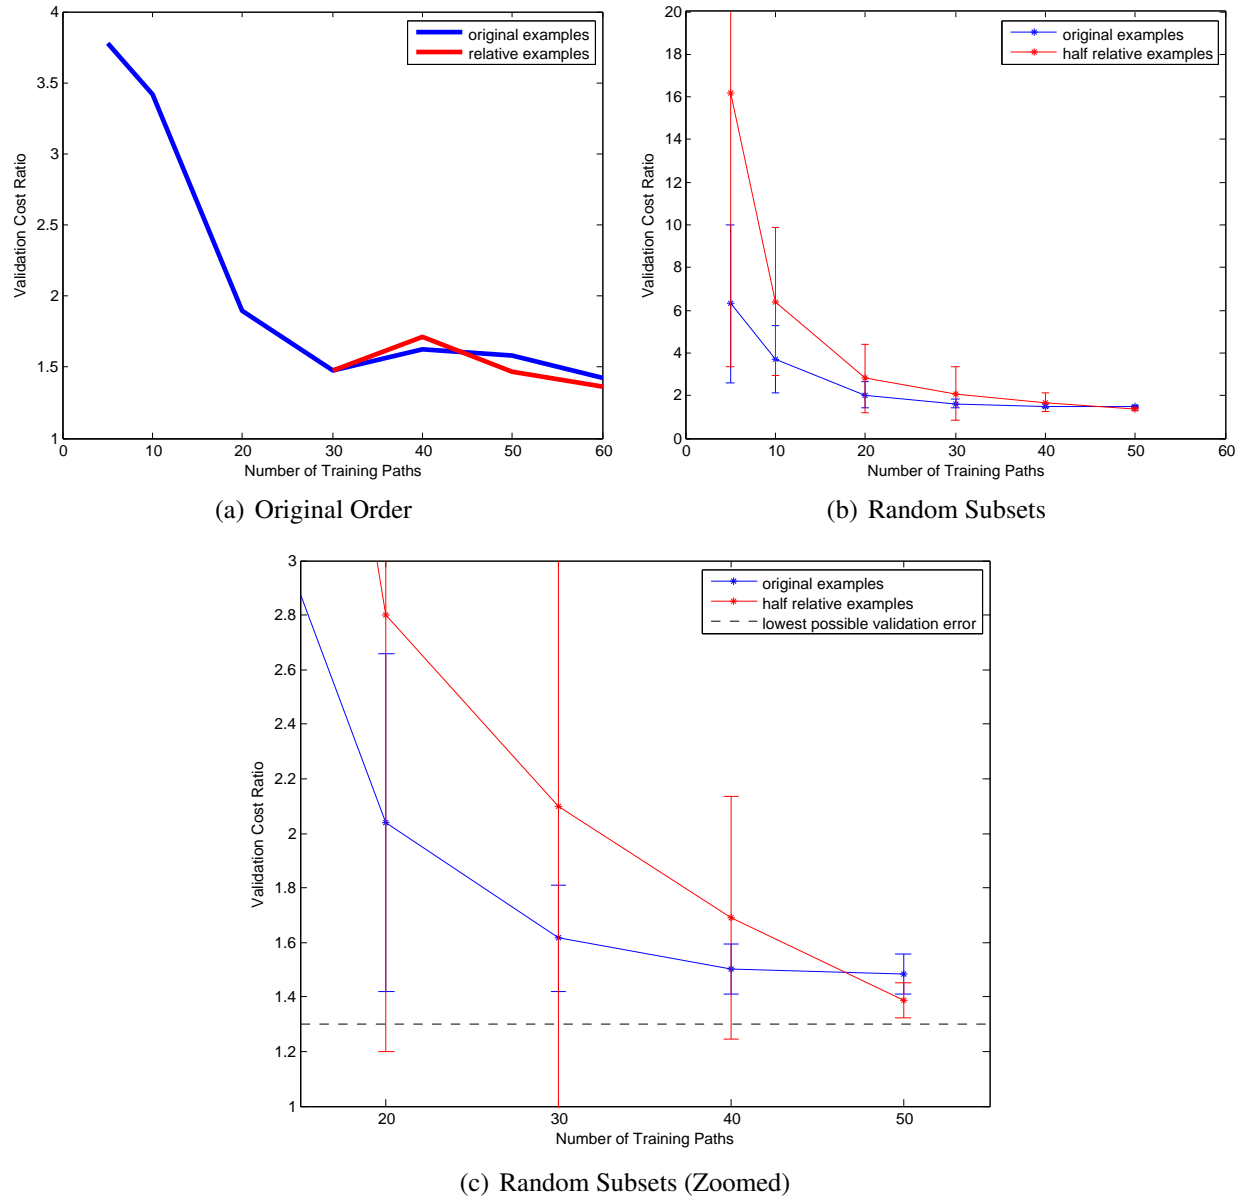 4
3.5
3
2.5
2
1.5
1
0
10
20
30
40
50
60
Validation Cost Ratio
Number of Training Paths
original examples
relative examples
(a) Original Order
20
18
16
14
12
10
8
6
4
2
0
0
10
20
30
40
50
60
Validation Cost Ratio
Number of Training Paths
original examples
half relative examples
(b) Random Subsets
3
2.8
2.6
2.4
2.2
2
1.8
1.6
1.4
1.2
1
20
30
40
50
Validation Cost Ratio
Number of Training Paths
original examples
half relative examples
lowest possible validation error
(c) Random Subsets (Zoomed)